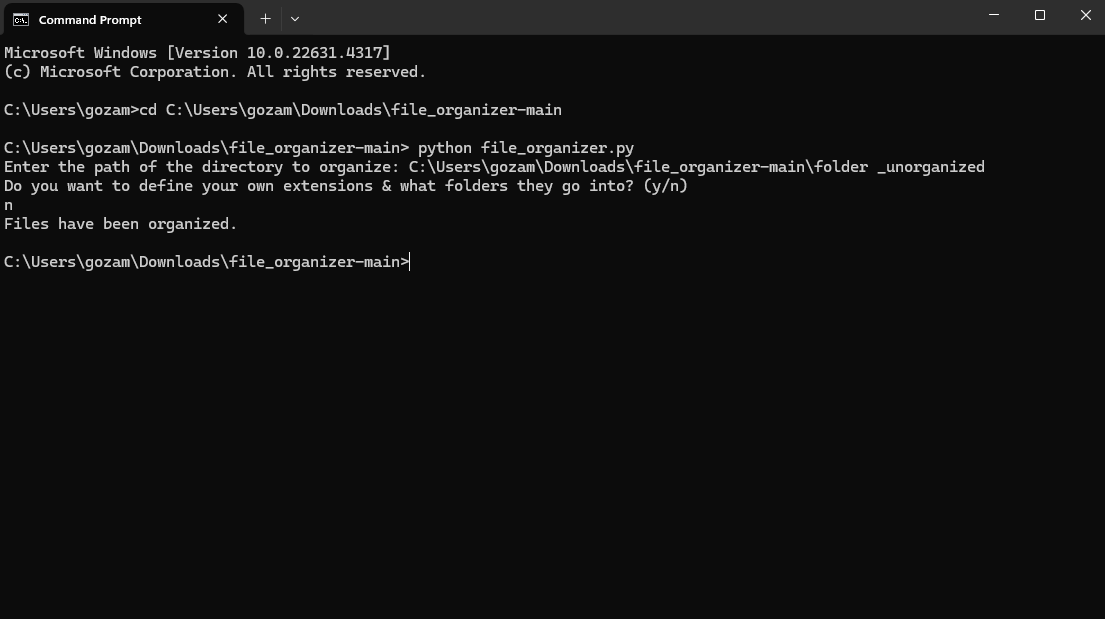 Command Prompt
Microsoft Windows [Version 10.0.22631.4317]
(c) Microsoft Corporation. All rights reserved.
C:\Users\gozam>cd C:\Users\gozam\Downloads\file_organizer-main
C:\Users\gozam\Downloads\file_organizer-main> python file_organizer.py
Enter the path of the directory to organize: C:\Users\gozam\Downloads\file_organizer-main\folder _unorganized
Do you want to define your own extensions & what folders they go into? (y/n)
n
Files have been organized.
C:\Users\gozam\Downloads\file_organizer-main>